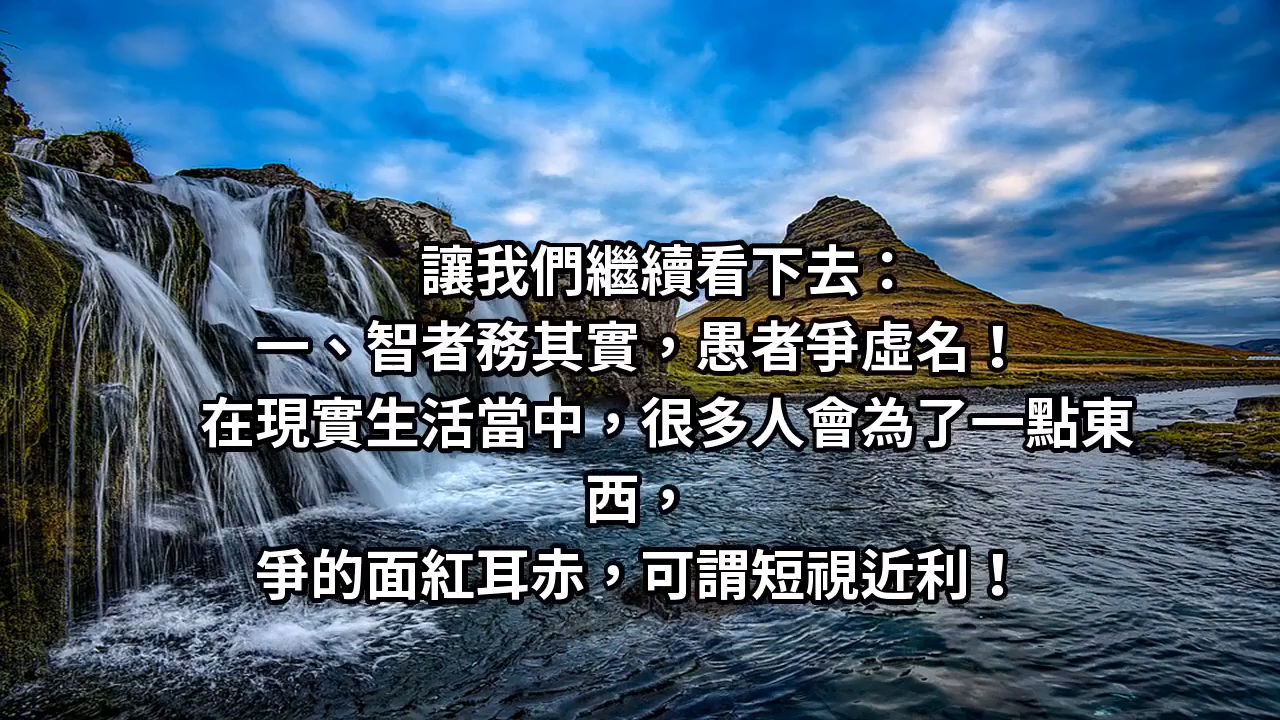 讓我們繼續看下去：
一、智者務其實，愚者爭虛名！
在現實生活當中，很多人會為了一點東
西，
爭的面紅耳赤，可謂短視近利！